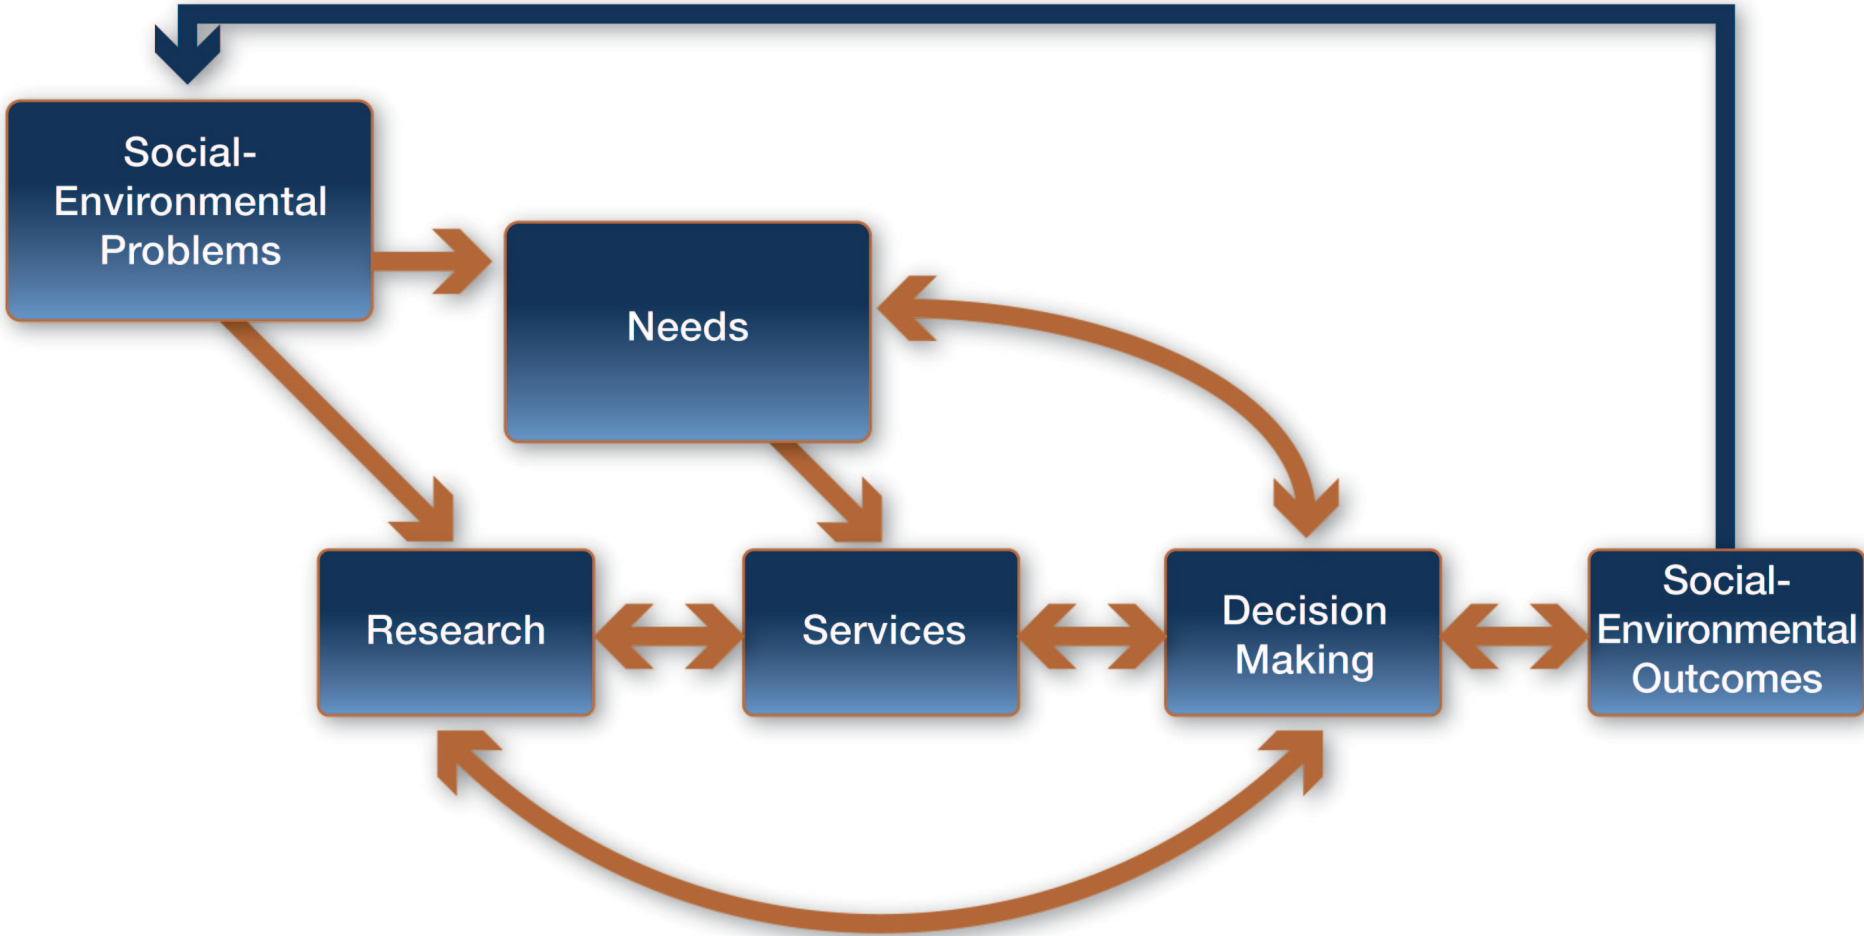 Social-
Environmental
Problems
Needs
Research
Services
Decision
Making
Social-
Environmental
Outcomes